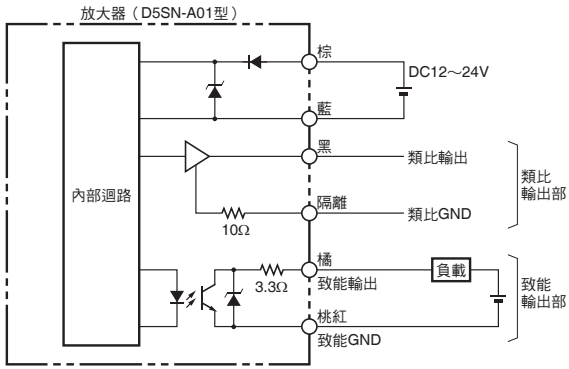 放大器（D5SN-A01型）
棕
DC12～24V
藍
黑
類比輸出
內部迴路
類比
輸出部
隔離
類比GND
10Ω
橘
負載
3.3Ω
致能輸出
致能
輸出部
桃紅
致能GND